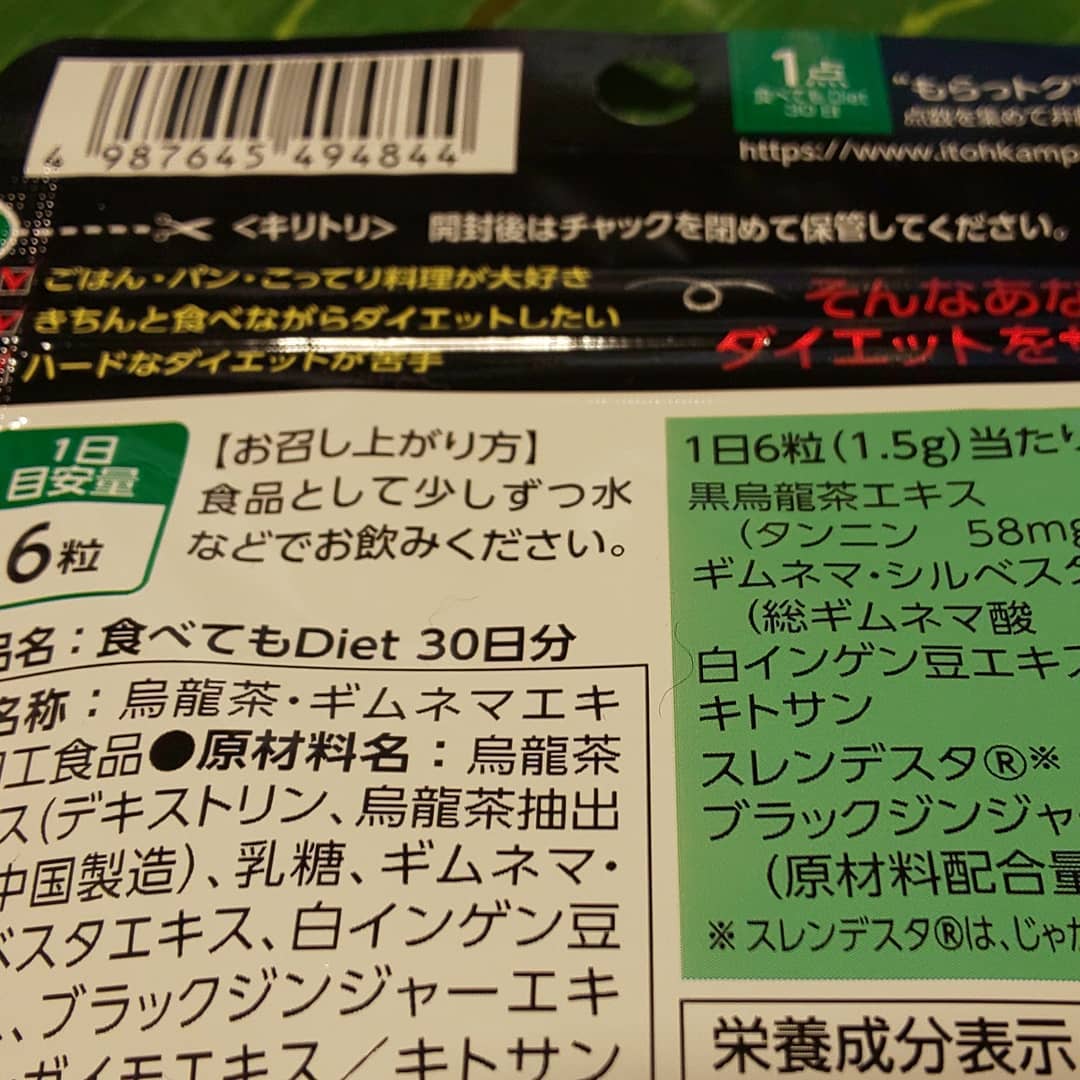 4 987645 494844
1点
食べてもDiet
30日
“もらっトク
点数を集めて
https://www.itohkamp
<キリトリ> 開封後はチャックを閉めて保管してください。
ごはん・パン・こってり料理が大好き
きちんと食べながらダイエットしたい
ハードなダイエットが苦手
そんなあな
ダイエットを
1日
目安量
6粒
【お召し上がり方】
食品として少しずつ水
などでお飲みください。
品名:食べてもDiet 30日分
名称:烏龍茶・ギムネマエキ
加工食品●原材料名:烏龍茶
ス(デキストリン、烏龍茶抽出
中国製造)、乳糖、ギムネマ・
ベスタエキス、白インゲン豆
、ブラックジンジャーエキ
ガイモエキス/キトサン
1日6粒(1.5g)当たり
黒烏龍茶エキス
(タンニン 58mg
ギムネマ・シルベスタ
(総ギムネマ酸
白インゲン豆エキス
キトサン
スレンデスタ®※
ブラックジンジャ
(原材料配合量
※スレンデスタ®は、じゃが
栄養成分表示